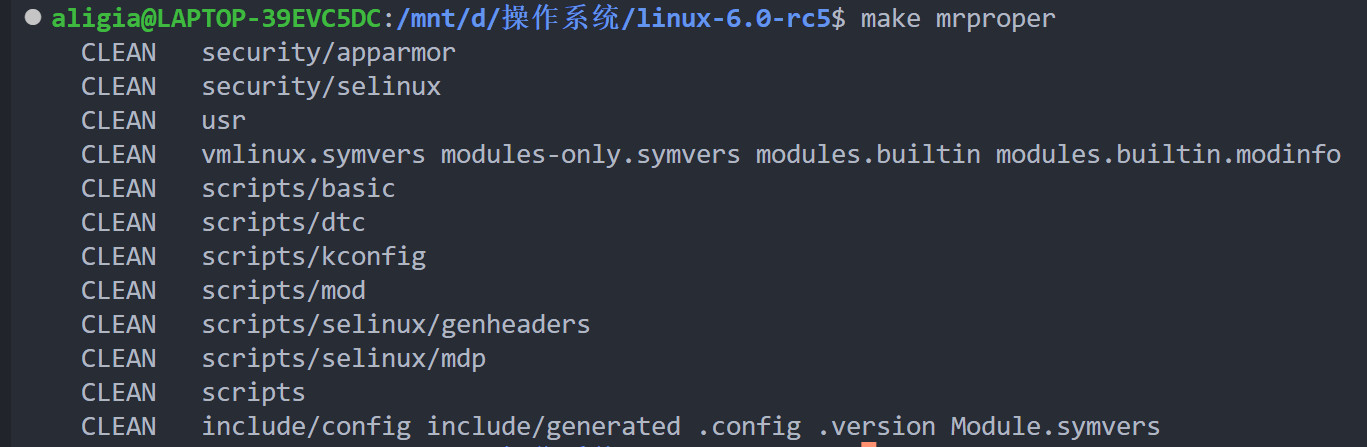 aligia@LAPTOP-39EVC5DC:/mnt/d/操作系统/linux-6.0-rc5$ make mrproper
CLEAN security/apparmor
CLEAN security/selinux
CLEAN usr
CLEAN vmlinux.symvers modules-only.symvers modules.builtin modules.builtin.modinfo
CLEAN scripts/basic
CLEAN scripts/dtc
CLEAN scripts/kconfig
CLEAN scripts/mod
CLEAN scripts/selinux/genheaders
CLEAN scripts/selinux/mdp
CLEAN scripts
CLEAN include/config include/generated .config .version Module.symvers